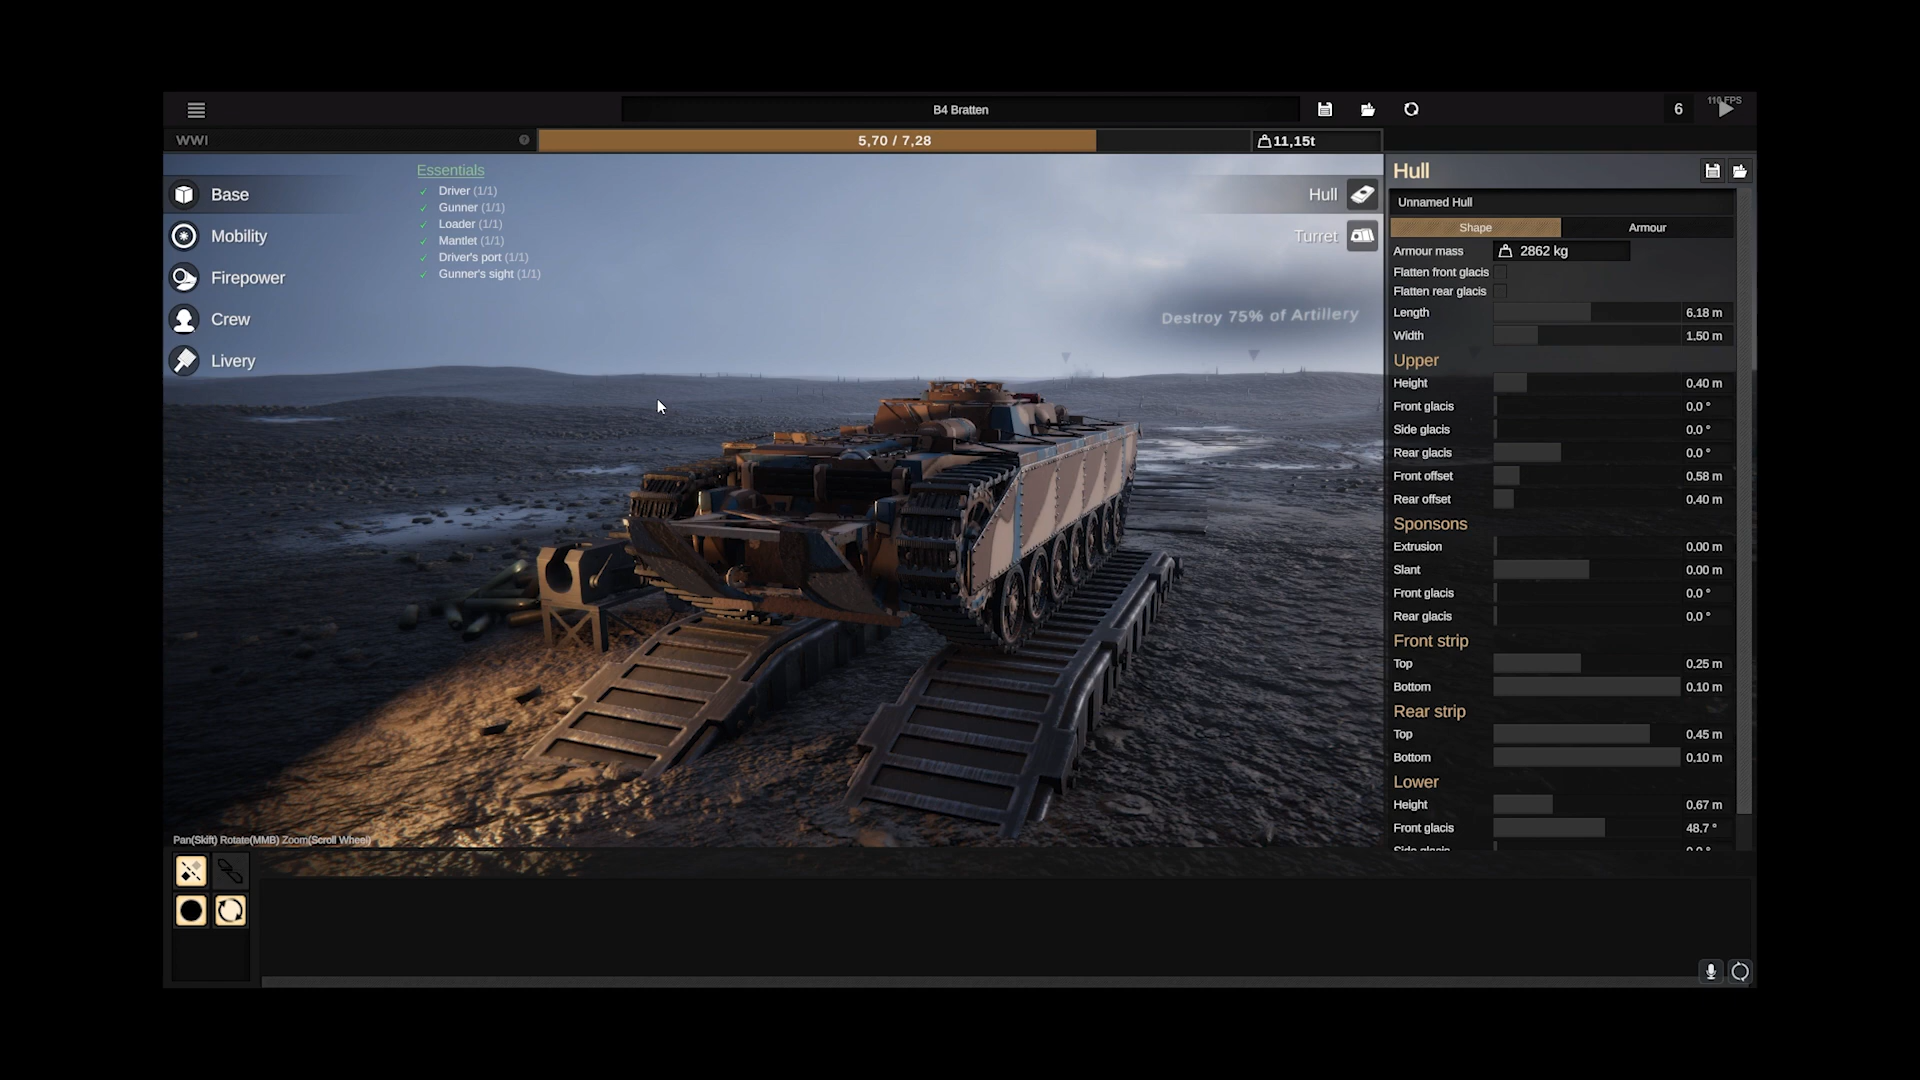 B4 Bratten
6
110 FPS
WWI
?
5,70 / 7,28
11,15t
Base
Mobility
Firepower
Crew
Livery
Essentials
✓ Driver (1/1)
✓ Gunner (1/1)
✓ Loader (1/1)
✓ Mantlet (1/1)
✓ Driver's port (1/1)
✓ Gunner's sight (1/1)
Hull
Turret
Destroy 75% of Artillery
Hull
Unnamed Hull
Shape Armour
Armour mass 2862 kg
Flatten front glacis
Flatten rear glacis
Length 6.18 m
Width 1.50 m
Upper
Height 0.40 m
Front glacis 0.0 °
Side glacis 0.0 °
Rear glacis 0.0 °
Front offset 0.58 m
Rear offset 0.40 m
Sponsons
Extrusion 0.00 m
Slant 0.00 m
Front glacis 0.0 °
Rear glacis 0.0 °
Front strip
Top 0.25 m
Bottom 0.10 m
Rear strip
Top 0.45 m
Bottom 0.10 m
Lower
Height 0.67 m
Front glacis 48.7 °
Side glacis 0.0 °
Pan(Skift) Rotate(MMB) Zoom(Scroll Wheel)